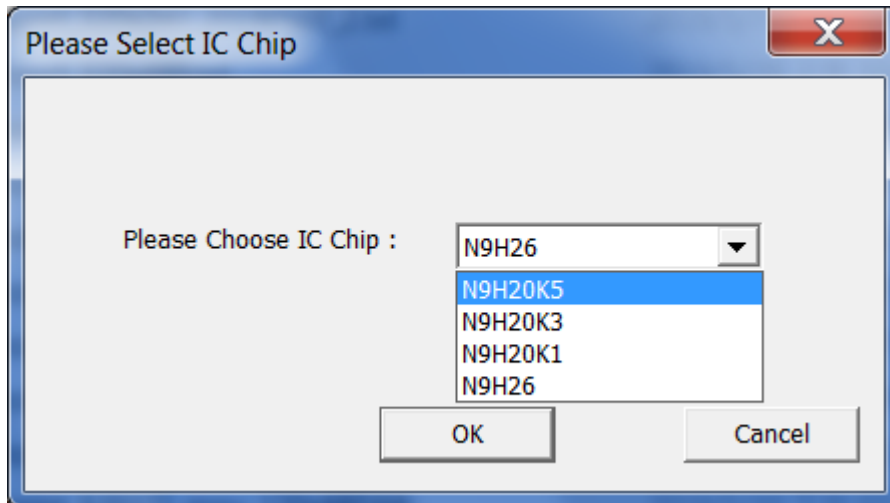 Please Select IC Chip
Please Choose IC Chip : N9H26
N9H20K5
N9H20K3
N9H20K1
N9H26
OK Cancel